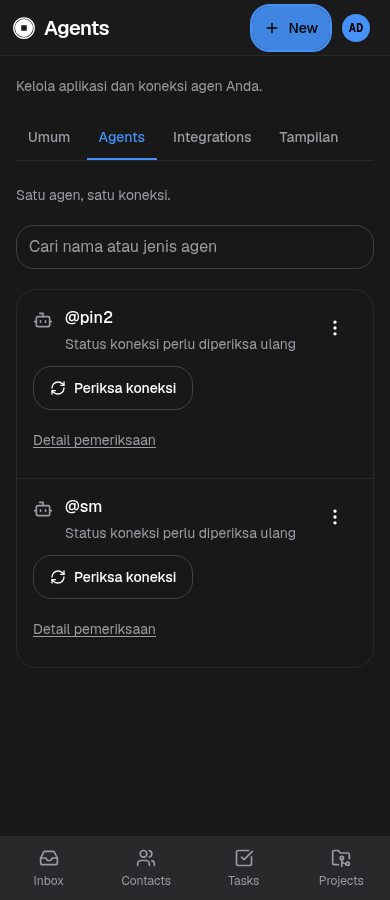 Agents
New
AD
Kelola aplikasi dan koneksi agen Anda.
Umum
Agents
Integrations
Tampilan
Satu agen, satu koneksi.
Cari nama atau jenis agen
@pin2
Status koneksi perlu diperiksa ulang
Periksa koneksi
Detail pemeriksaan
@sm
Status koneksi perlu diperiksa ulang
Periksa koneksi
Detail pemeriksaan
Inbox
Contacts
Tasks
Projects